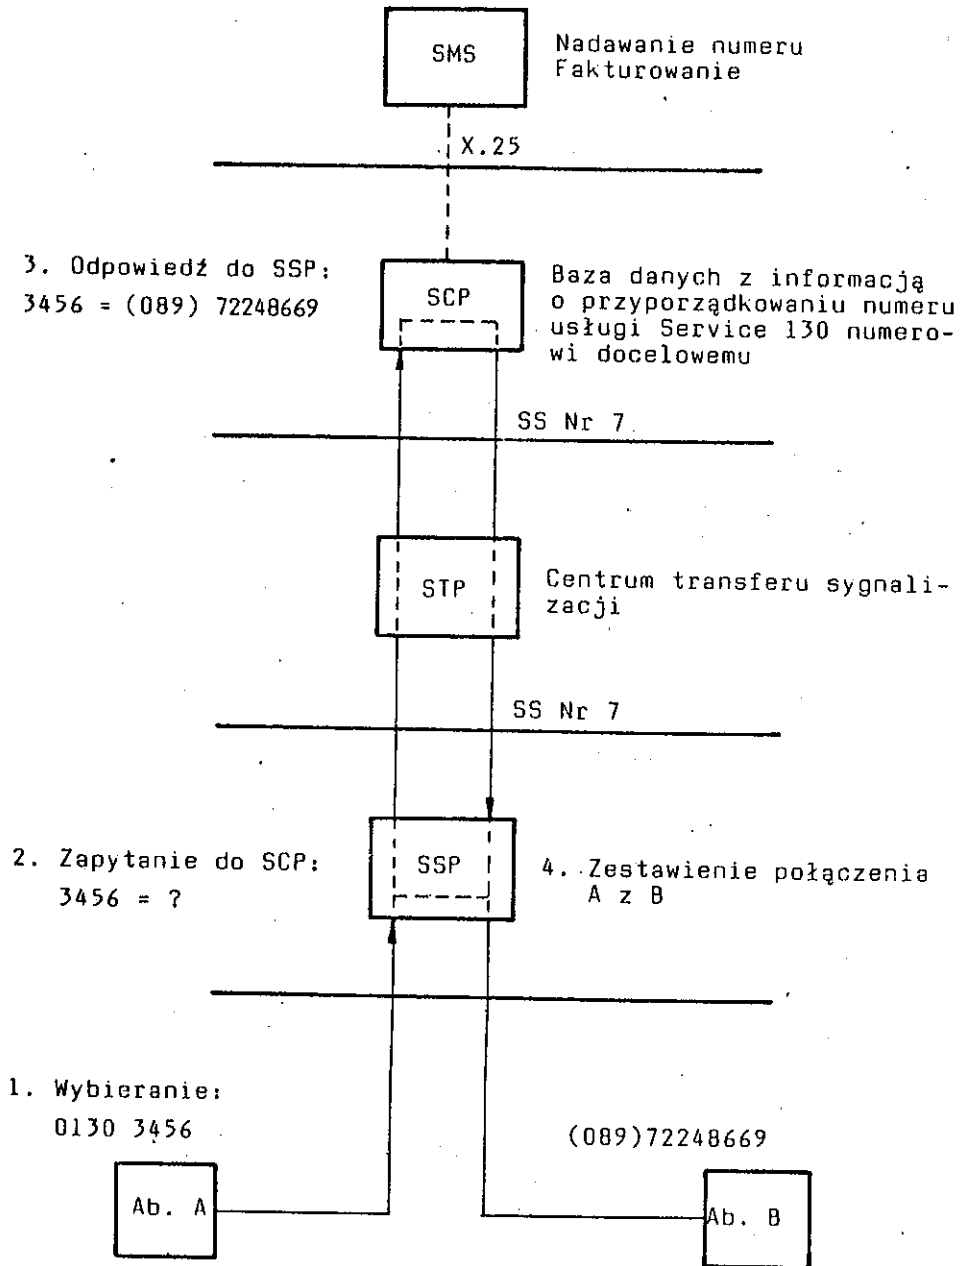 SMS
Nadawanie numeru
Fakturowanie
X.25
3. Odpowiedź do SSP:
3456 = (089) 72248669
SCP
Baza danych z informacją
o przyporządkowaniu numeru
usługi Service 130 numero-
wi docelowemu
SS Nr 7
STP
Centrum transferu sygnali-
zacji
SS Nr 7
2. Zapytanie do SCP:
3456 = ?
SSP
4. Zestawienie połączenia
A z B
1. Wybieranie:
0130 3456
(089)72248669
Ab. A
Ab. B